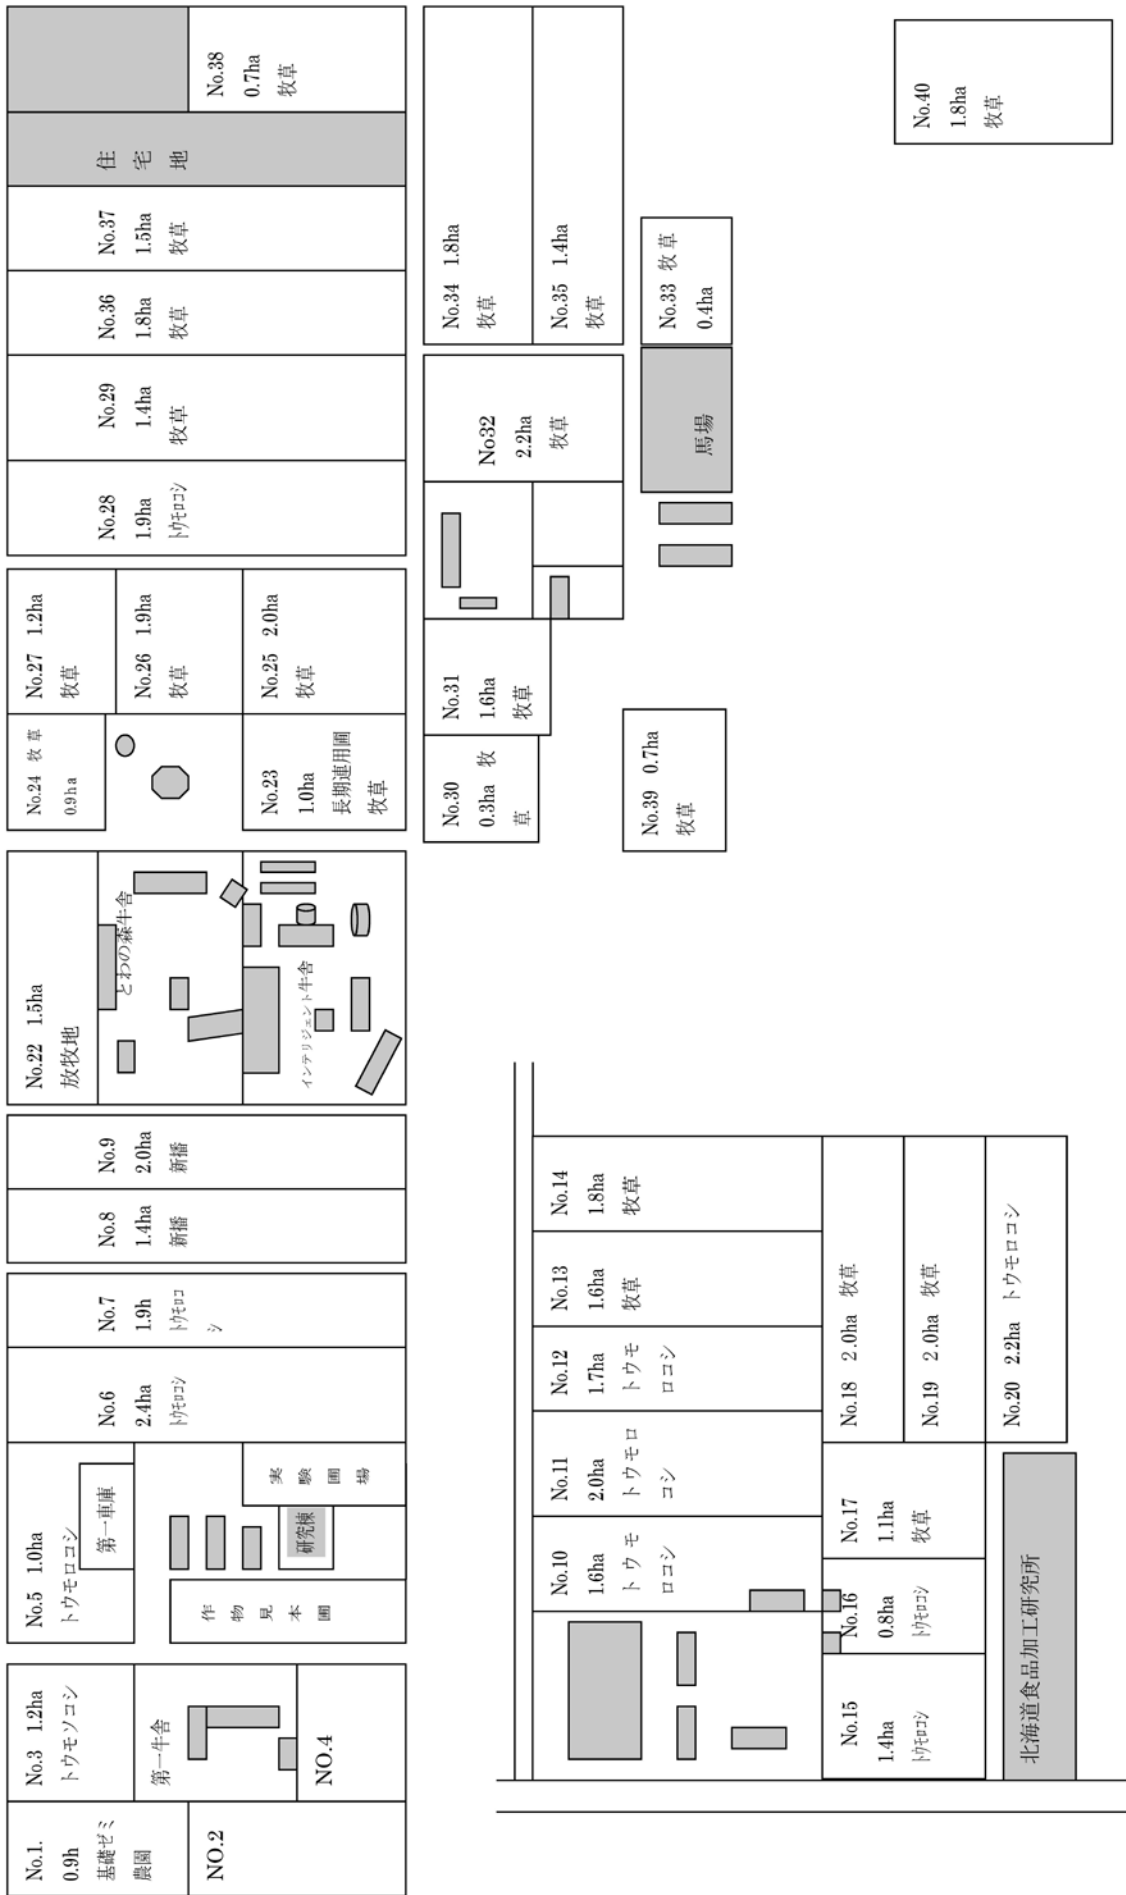 No.1.
0.9h
基礎ゼミ
農園
NO.2
No.3 1.2ha
トウモソコシ
第一牛舎
NO.4
No.5 1.0ha
トウモロコシ
第一車庫
作物見本圃
研究棟
実験圃場
No.6
2.4ha
トウモロコシ
No.7
1.9h
トウモロコ
シ
No.8
1.4ha
新播
No.9
2.0ha
新播
No.22 1.5ha
放牧地
とわの森牛舎
インテリジェント牛舎
No.24 牧草
0.9ha
No.23
1.0ha
長期連用圃
牧草
No.27 1.2ha
牧草
No.26 1.9ha
牧草
No.25 2.0ha
牧草
No.28
1.9ha
トウモロコシ
No.29
1.4ha
牧草
No.36
1.8ha
牧草
No.37
1.5ha
牧草
住宅地
No.38
0.7ha
牧草
No.30
0.3ha 牧
草
No.31
1.6ha
牧草
No32
2.2ha
牧草
No.34 1.8ha
牧草
No.35 1.4ha
牧草
No.39 0.7ha
牧草
馬場
No.33 牧草
0.4ha
No.40
1.8ha
牧草
No.10
1.6ha
トウモ
ロコシ
No.11
2.0ha
トウモロ
コシ
No.12
1.7ha
トウモ
ロコシ
No.13
1.6ha
牧草
No.14
1.8ha
牧草
No.15
1.4ha
トウモロコシ
No.16
0.8ha
トウモロコシ
No.17
1.1ha
牧草
No.18 2.0ha 牧草
No.19 2.0ha 牧草
No.20 2.2ha トウモロコシ
北海道食品加工研究所